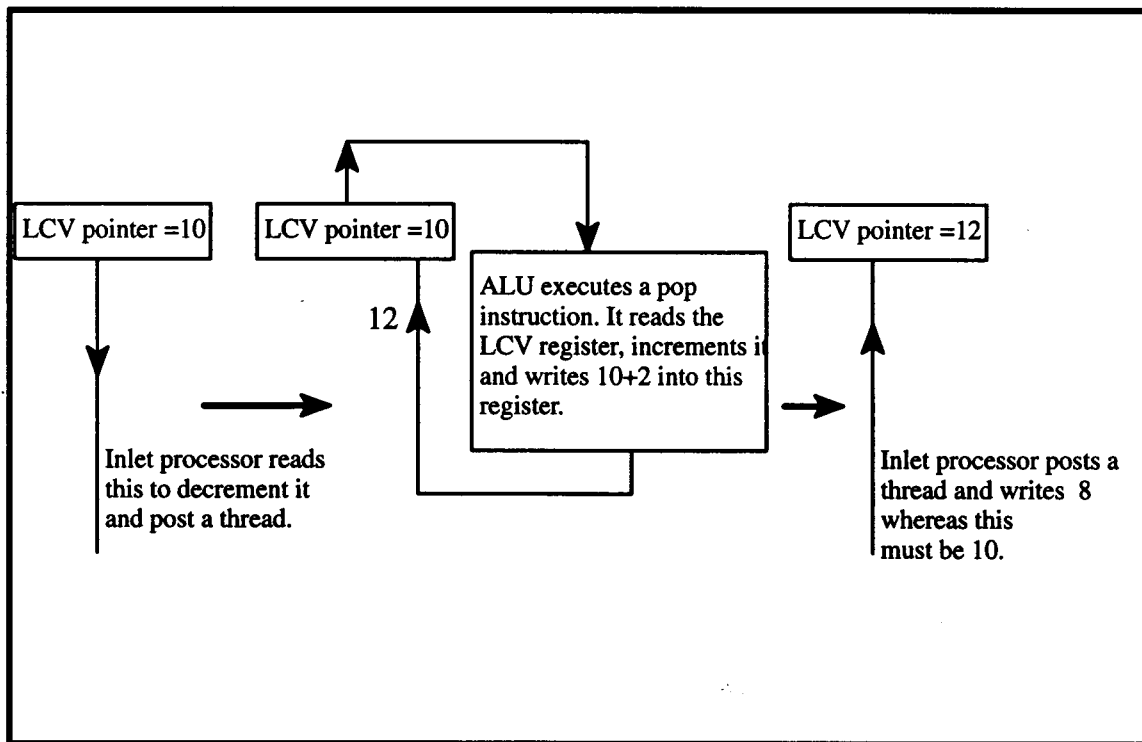 LCV pointer =10
Inlet processor reads
this to decrement it
and post a thread.
LCV pointer =10
12
ALU executes a pop
instruction. It reads the
LCV register, increments it
and writes 10+2 into this
register.
LCV pointer =12
Inlet processor posts a
thread and writes 8
whereas this
must be 10.